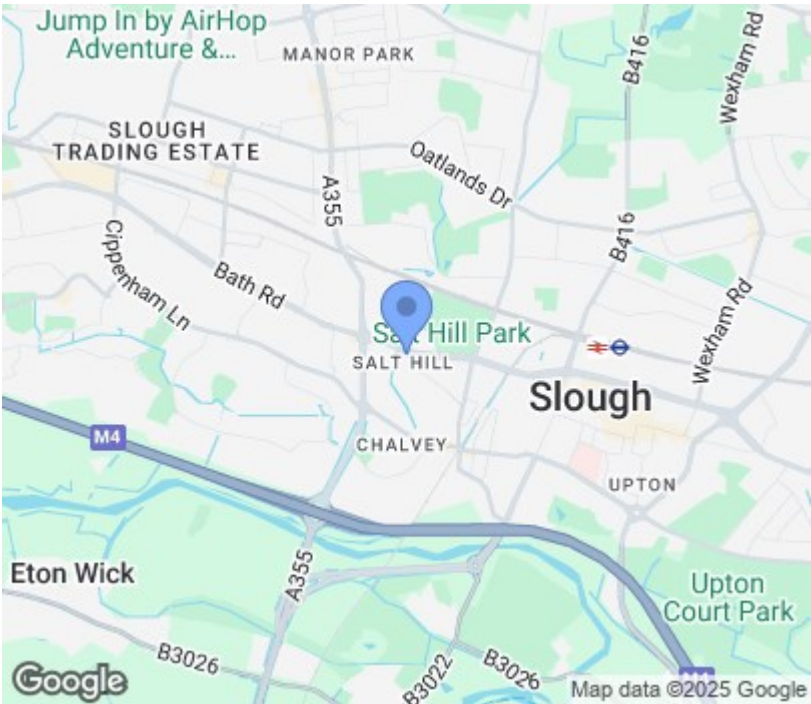 Jump In by AirHop
Adventure &...
MANOR PARK
B416
Wexham Rd
SLOUGH
TRADING ESTATE
Oatlands Dr
A355
Cippenham Ln
Bath Rd
B416
Wexham Rd
Salt Hill Park
SALT HILL
Slough
M4
CHALVEY
UPTON
Eton Wick
A355
Upton
Court Park
B3026
B3022
B3026
Google
Map data ©2025 Google